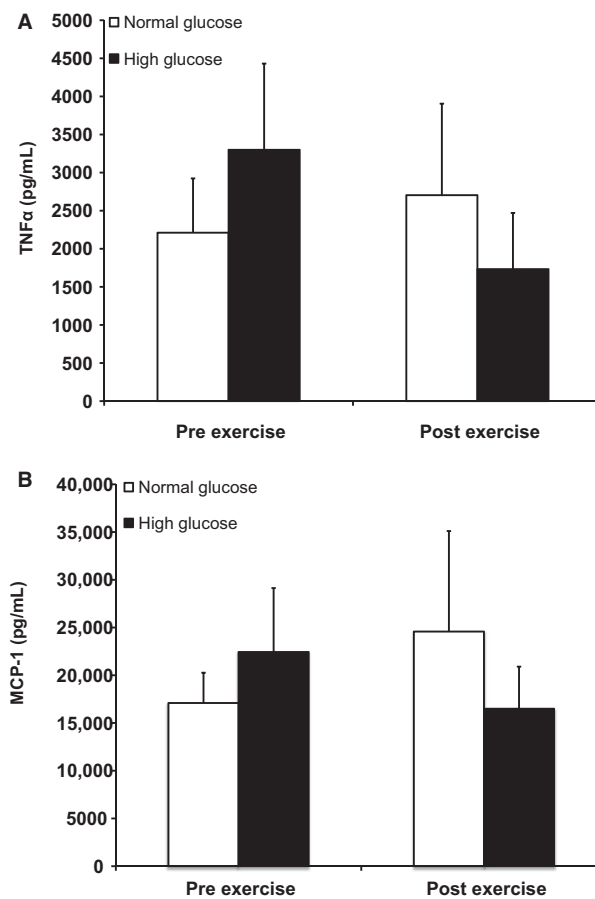 A
Normal glucose
High glucose
TNFα (pg/mL)
5000
4500
4000
3500
3000
2500
2000
1500
1000
500
0
Pre exercise Post exercise
B
Normal glucose
High glucose
MCP-1 (pg/mL)
40,000
35,000
30,000
25,000
20,000
15,000
10,000
5000
0
Pre exercise Post exercise